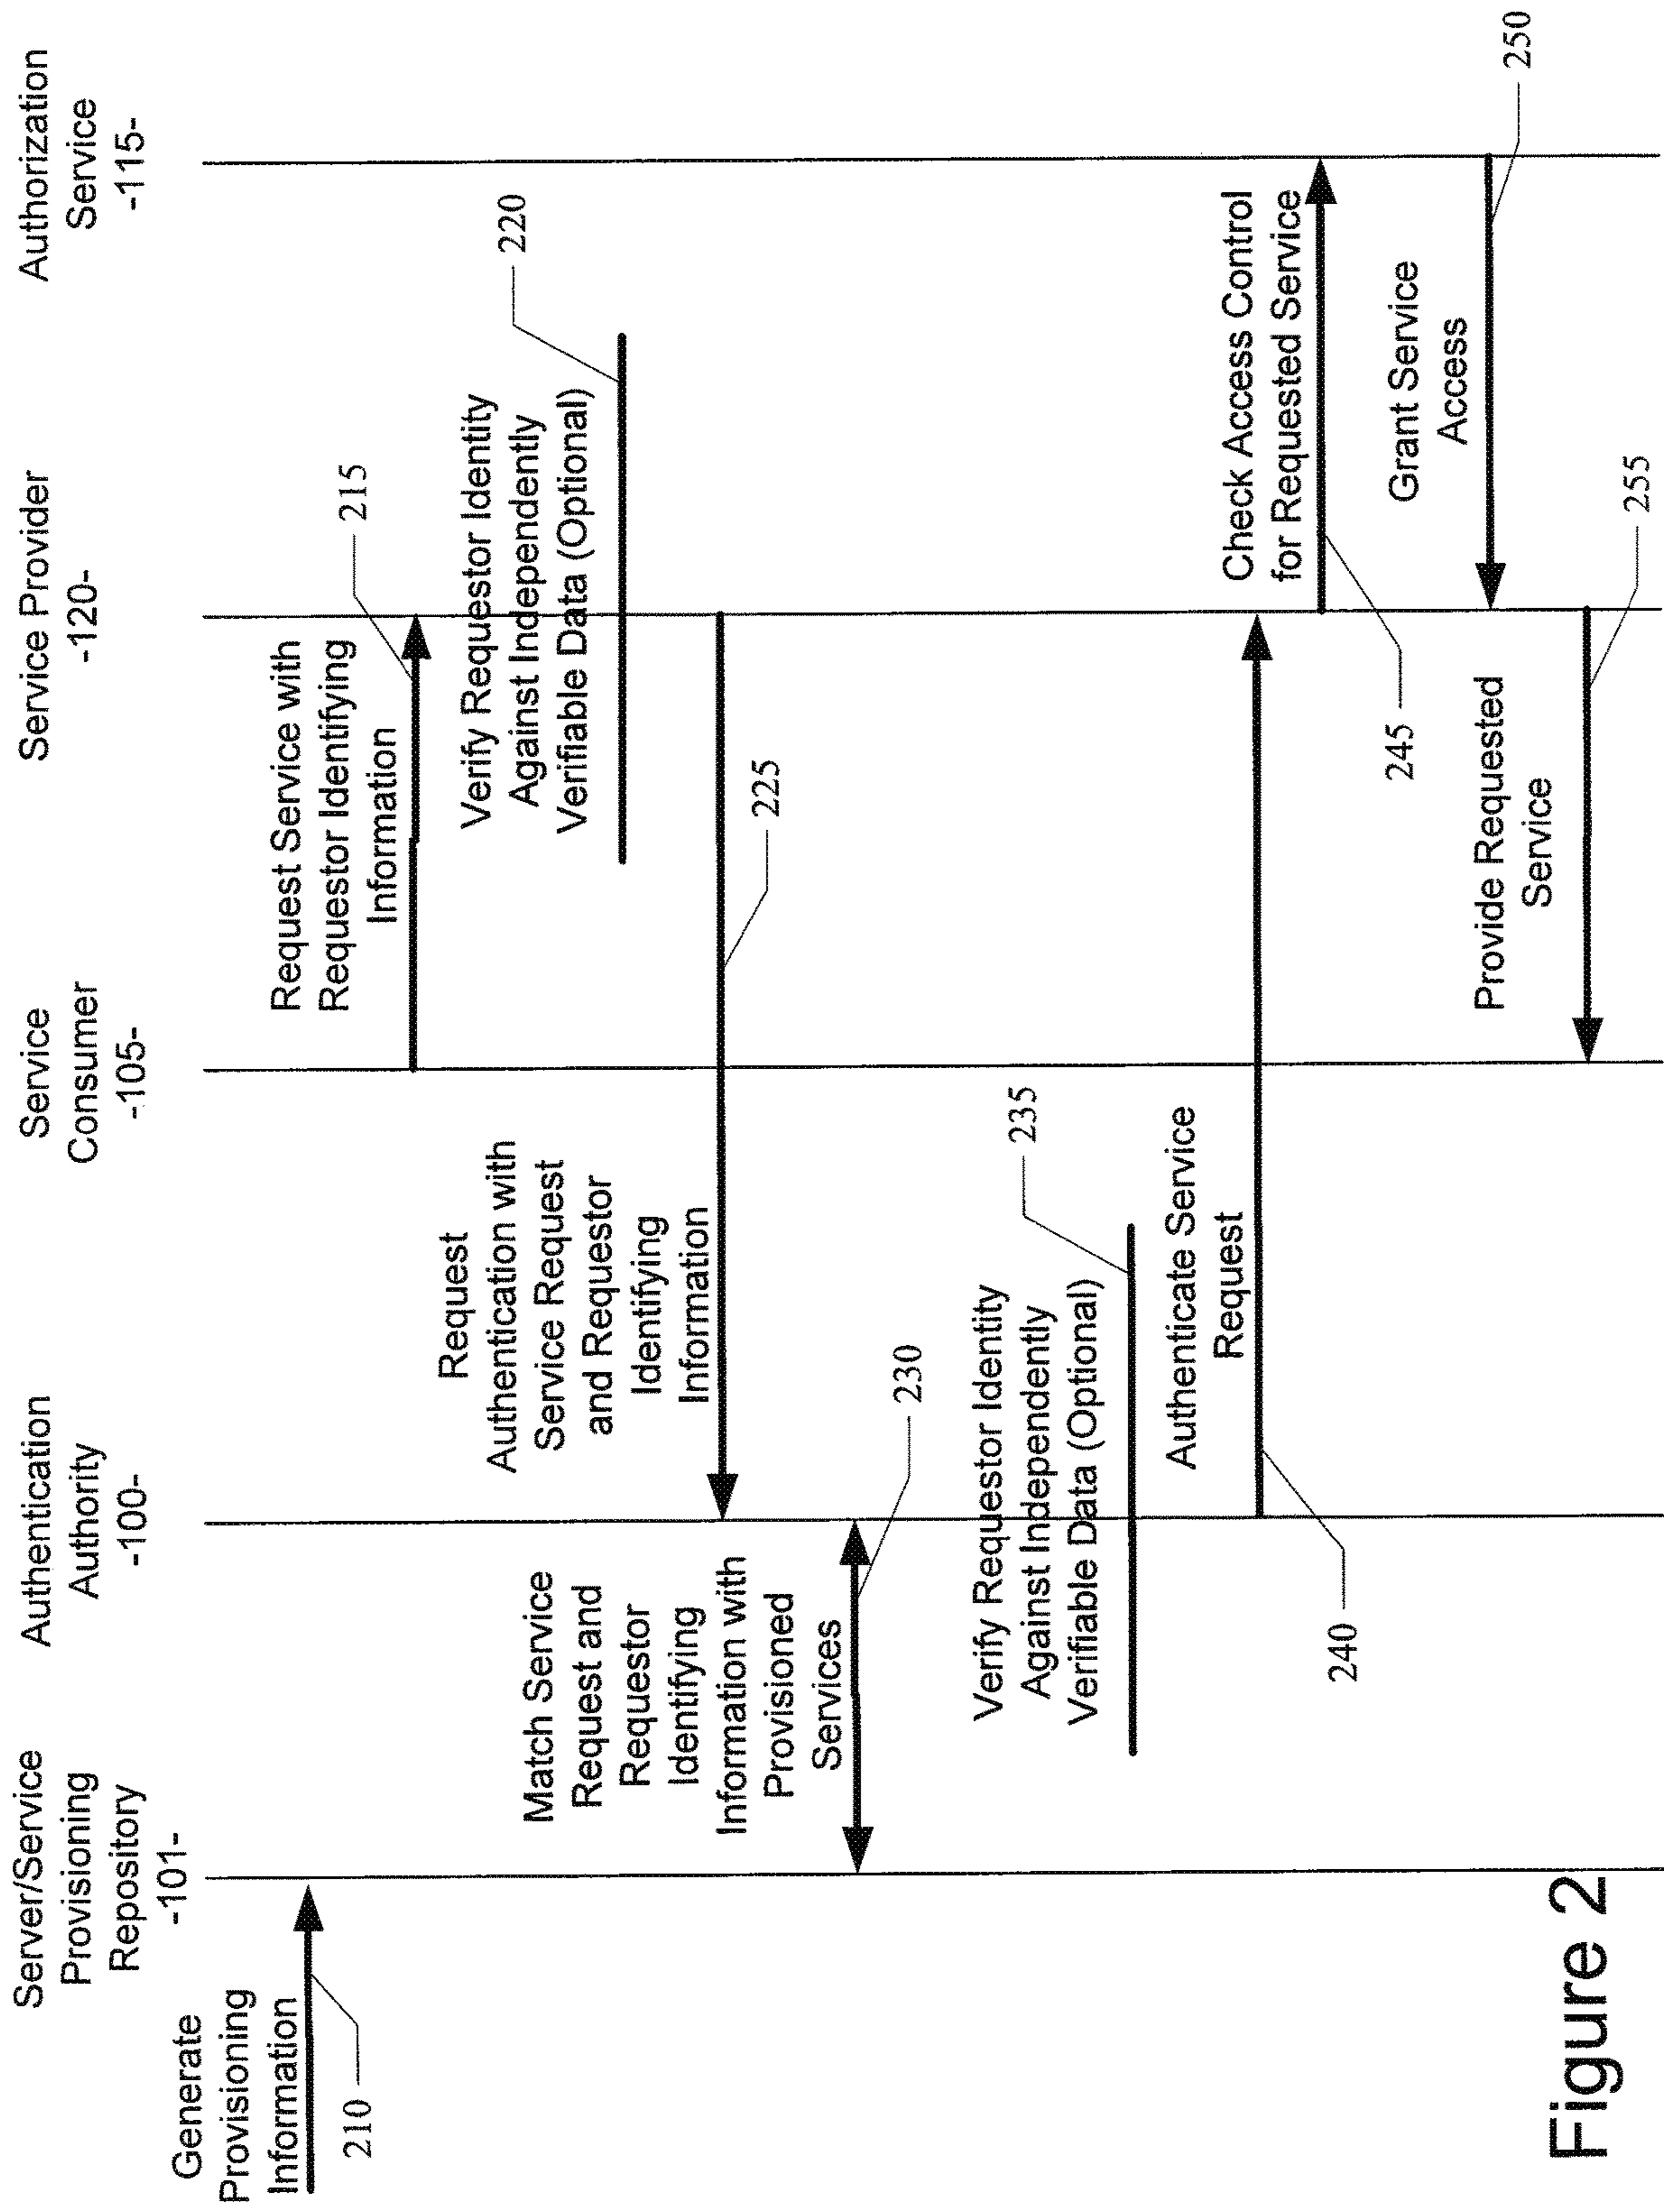 Server/Service
Provisioning
Repository
-101-
Authentication
Authority
-100-
Service
Consumer
-105-
Service Provider
-120-
Authorization
Service
-115-
Generate
Provisioning
Information
210
Request Service with
Requestor Identifying
Information
215
Verify Requestor Identity
Against Independently
Verifiable Data (Optional)
220
Request
Authentication with
Service Request
and Requestor
Identifying
Information
225
Match Service
Request and
Requestor
Identifying
Information with
Provisioned
Services
230
Verify Requestor Identity
Against Independently
Verifiable Data (Optional)
235
Authenticate Service
Request
240
Check Access Control
for Requested Service
245
Grant Service
Access
250
Provide Requested
Service
255
Figure 2